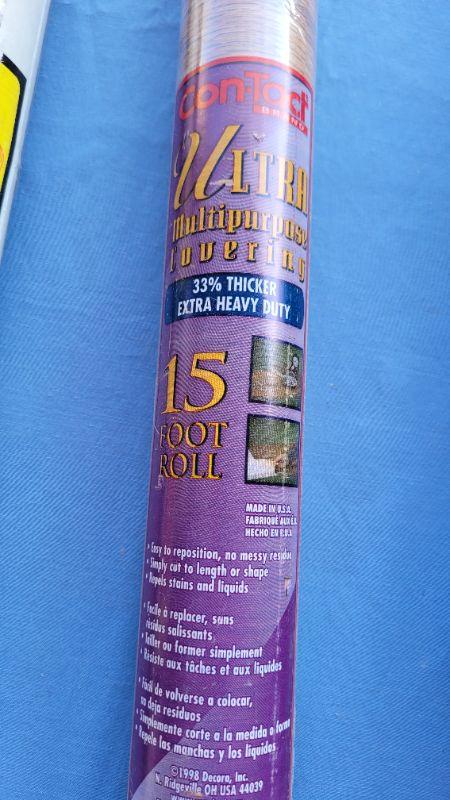 Con-Tact
BRAND
ULTRA
Multipurpose
Covering
33% THICKER
EXTRA HEAVY DUTY
15
FOOT
ROLL
MADE IN U.S.A.
FABRIQUÉ AUX E.U.
HECHO EN E.U.A.
• Easy to reposition, no messy residue
• Simply cut to length or shape
• Repels stains and liquids
• Facile à replacer, sans
résidus salissants
• Tailler ou former simplement
• Résiste aux tâches et aux liquides
• Fácil de volverse a colocar,
no deja residuos
• Simplemente corte a la medida o forma
• Repele las manchas y los liquidos
©1998 Decora, Inc.
N. Ridgeville OH USA 44039